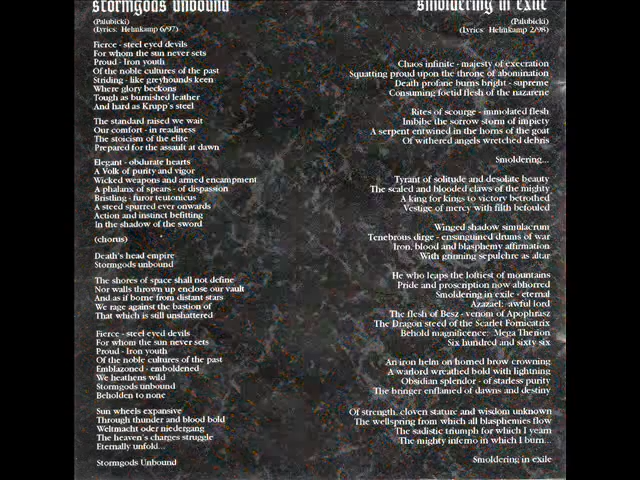 stormgods unbound
(Palubicki)
(Lyrics: Helmkamp 6/97)
Fierce - steel eyed devils
For whom the sun never sets
Proud - Iron youth
Of the noble cultures of the past
Striding - like greyhounds keen
Where glory beckons
Tough as burnished leather
And hard as Krupp's steel
The standard raised we wait
Our comfort - in readiness
The stoicism of the elite
Prepared for the assault at dawn
Elegant - obdurate hearts
A Volk of purity and vigor
Wicked weapons and armed encampment
A phalanx of spears - of dispassion
Bristling - furor teutonicus
A steed spurred ever onwards
Action and instinct befitting
In the shadow of the sword
(chorus)
Death's head empire
Stormgods unbound
The shores of space shall not define
Nor walls thrown up enclose our vault
And as if borne from distant stars
We rage against the bastion of
That which is still unshattered
Fierce - steel eyed devils
For whom the sun never sets
Proud - Iron youth
Of the noble cultures of the past
Emblazoned - emboldened
We heathens wild
Stormgods unbound
Beholden to none
Sun wheels expansive
Through thunder and blood bold
Weltmacht oder niedergang
The heaven's charges struggle
Eternally unfold...
Stormgods Unbound
smoldering in exile
(Palubicki)
(Lyrics: Helmkamp 2/98)
Chaos infinite - majesty of execration
Squatting proud upon the throne of abomination
Death profane burns bright - supreme
Consuming foetid flesh of the nazarene
Rites of scourge - immolated flesh
Imbibe the sorrow storm of impiety
A serpent entwined in the horns of the goat
Of withered angels wretched debris
Smoldering...
Tyrant of solitude and desolate beauty
The scaled and blooded claws of the mighty
A king for kings to victory betrothed
Vestige of mercy with filth befouled
Winged shadow simulacrum
Tenebrous dirge - ensanguined drums of war
Iron, blood and blasphemy affirmation
With grinning sepulchre as altar
He who leaps the loftiest of mountains
Pride and proscription now abhorred
Smoldering in exile - eternal
Azazael: awful lord
The flesh of Besz - venom of Apophrasz
The Dragon steed of the Scarlet Fornicatrix
Behold magnificence: Mega Therion
Six hundred and sixty six
An iron helm on horned brow crowning
A warlord wreathed bold with lightning
Obsidian splendor - of starless purity
The bringer enflamed of dawns and destiny
Of strength, cloven stature and wisdom unknown
The wellspring from which all blasphemies flow
The sadistic triumph for which I yearn
The mighty inferno in which I burn...
Smoldering in exile